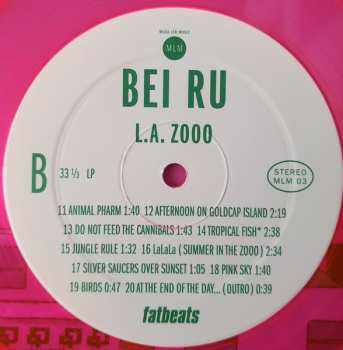 MLM
BEI RU
L.A. ZOOO
B
33 ⅓ LP
STEREO
MLM 03
11 ANIMAL PHARM 1:40 12 AFTERNOON ON GOLDCAP ISLAND 2:19
13 DO NOT FEED THE CANNIBALS 1:43 14 TROPICAL FISH* 2:38
15 JUNGLE RULE 1:32 16 LaLaLa ( SUMMER IN THE ZOOO ) 2:34
17 SILVER SAUCERS OVER SUNSET 1:05 18 PINK SKY 1:40
19 BIRDS 0:47 20 AT THE END OF THE DAY... ( OUTRO ) 0:39
fatbeats